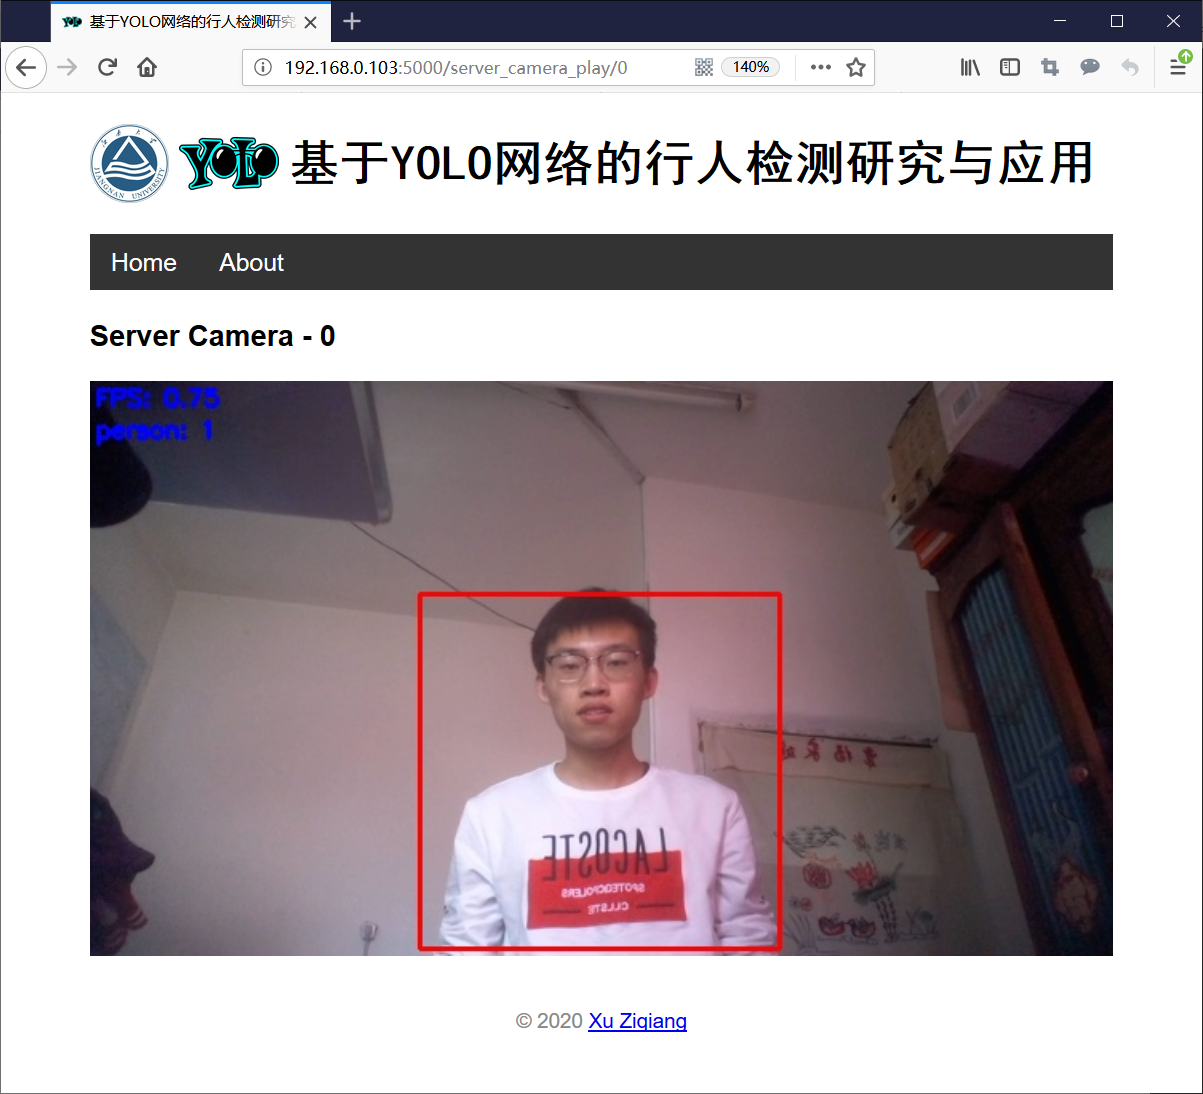 基于YOLO网络的行人检测研究
192.168.0.103:5000/server_camera_play/0
140%
JIANGNAN UNIVERSITY
YOLO
基于YOLO网络的行人检测研究与应用
Home
About
Server Camera - 0
FPS: 0.75
person: 1
LACOSTE
SPOTEDCPOLERS
CLLSTE
© 2020 Xu Ziqiang